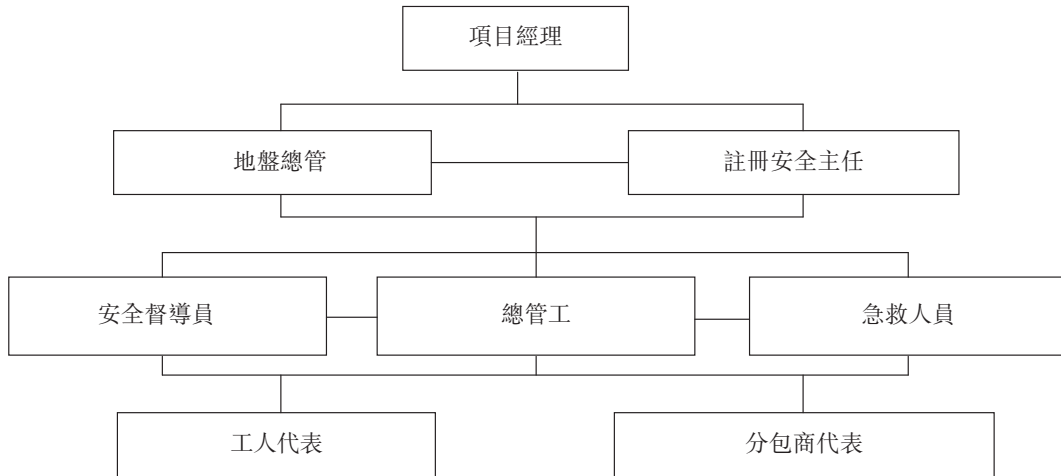 項目經理
地盤總管
註冊安全主任
安全督導員
總管工
急救人員
工人代表
分包商代表